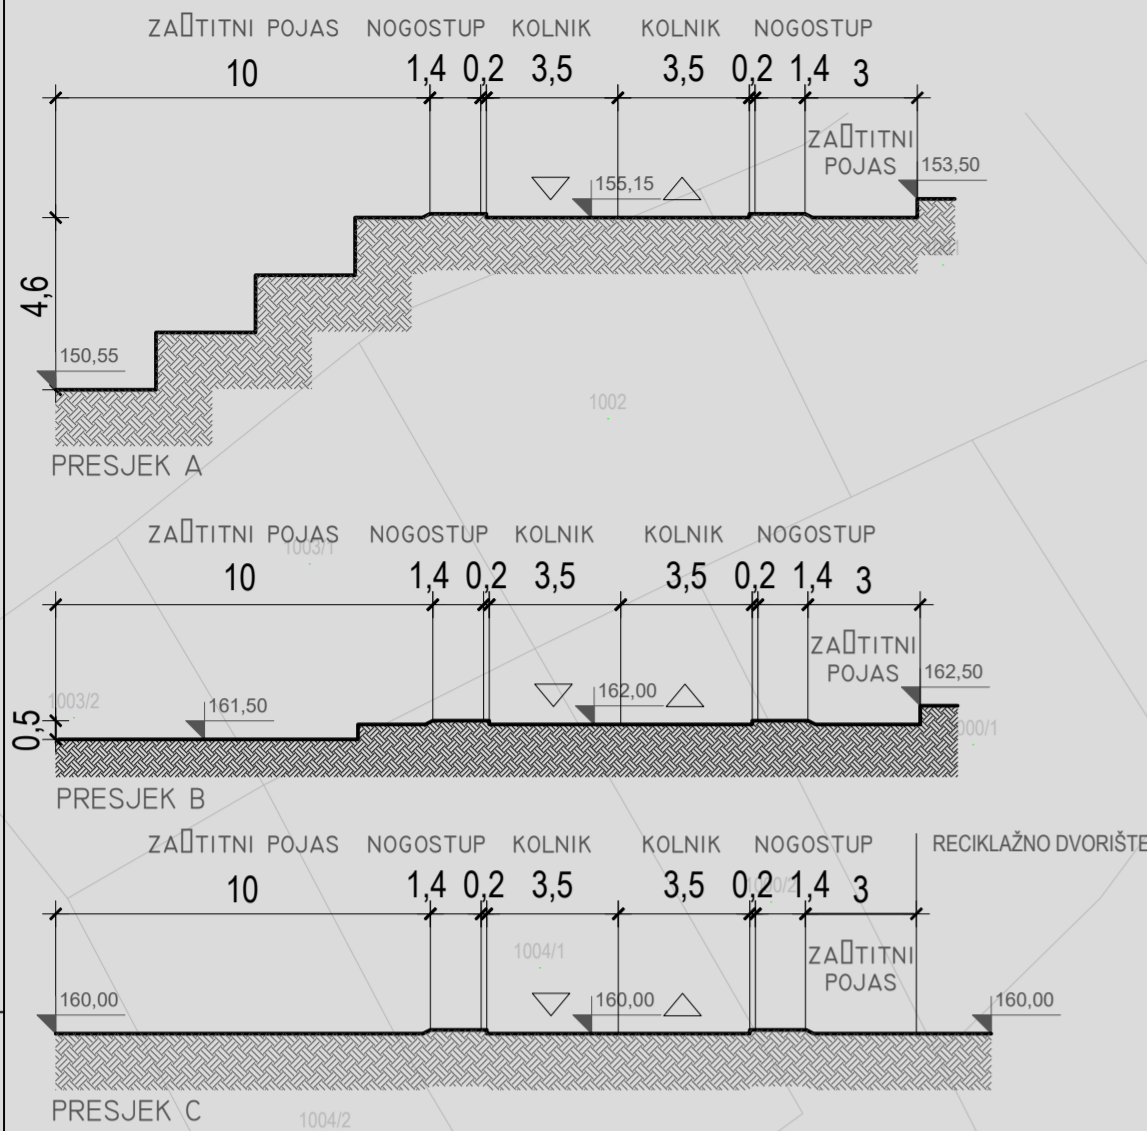 ZA▯TITNI POJAS NOGOSTUP KOLNIK KOLNIK NOGOSTUP
10 1,4 0,2 3,5 3,5 0,2 1,4 3
ZA▯TITNI
POJAS
153,50
155,15
4,6
150,55
1002
PRESJEK A
ZA▯TITNI POJAS NOGOSTUP KOLNIK KOLNIK NOGOSTUP
1003/1
10 1,4 0,2 3,5 3,5 0,2 1,4 3
ZA▯TITNI
POJAS
162,50
1003/2
161,50
162,00
0,5
1000/1
PRESJEK B
ZA▯TITNI POJAS NOGOSTUP KOLNIK KOLNIK NOGOSTUP RECIKLAŽNO DVORIŠTE
10 1,4 0,2 3,5 3,5 0,2 1,4 3
1004/1
ZA▯TITNI
POJAS
160,00
160,00
160,00
PRESJEK C
1004/2